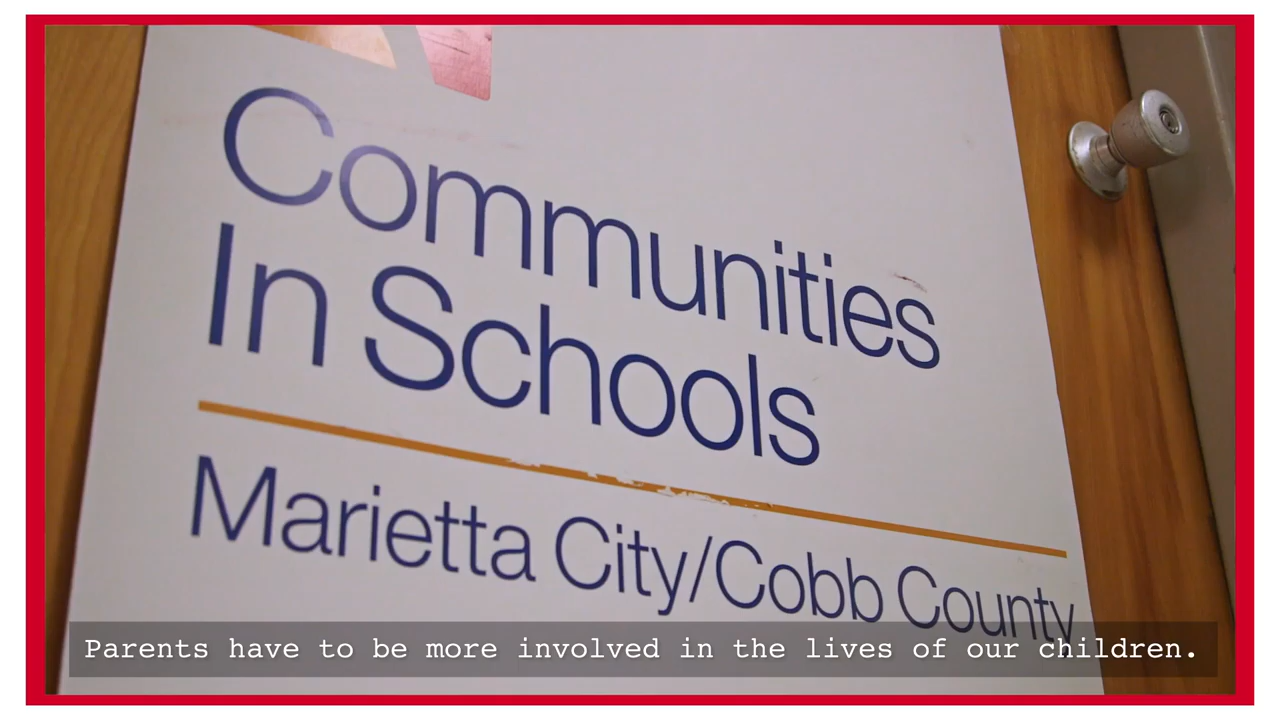 Communities
In Schools
Marietta City/Cobb County
Parents have to be more involved in the lives of our children.